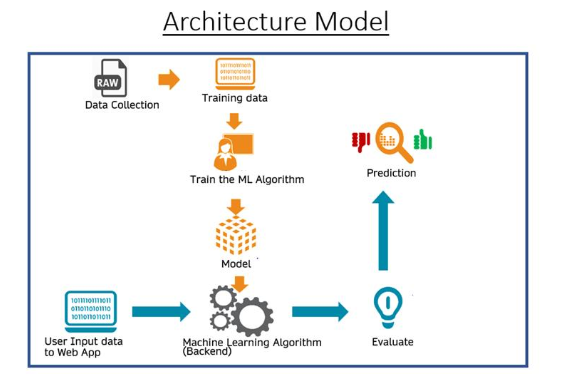 Architecture Model
RAW
Data Collection
Training data
Train the ML Algorithm
Prediction
Model
User Input data
to Web App
Machine Learning Algorithm
(Backend)
Evaluate